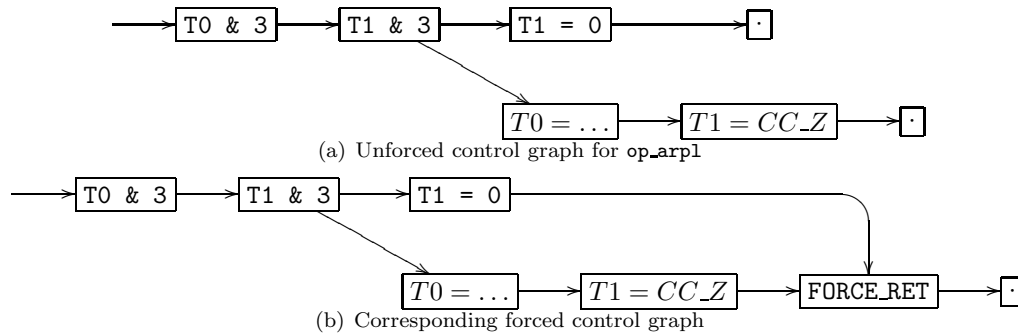 T0 & 3 T1 & 3 T1 = 0 ·
T0 = ... T1 = CC_Z ·
(a) Unforced control graph for op_arpl
T0 & 3 T1 & 3 T1 = 0
T0 = ... T1 = CC_Z FORCE_RET ·
(b) Corresponding forced control graph